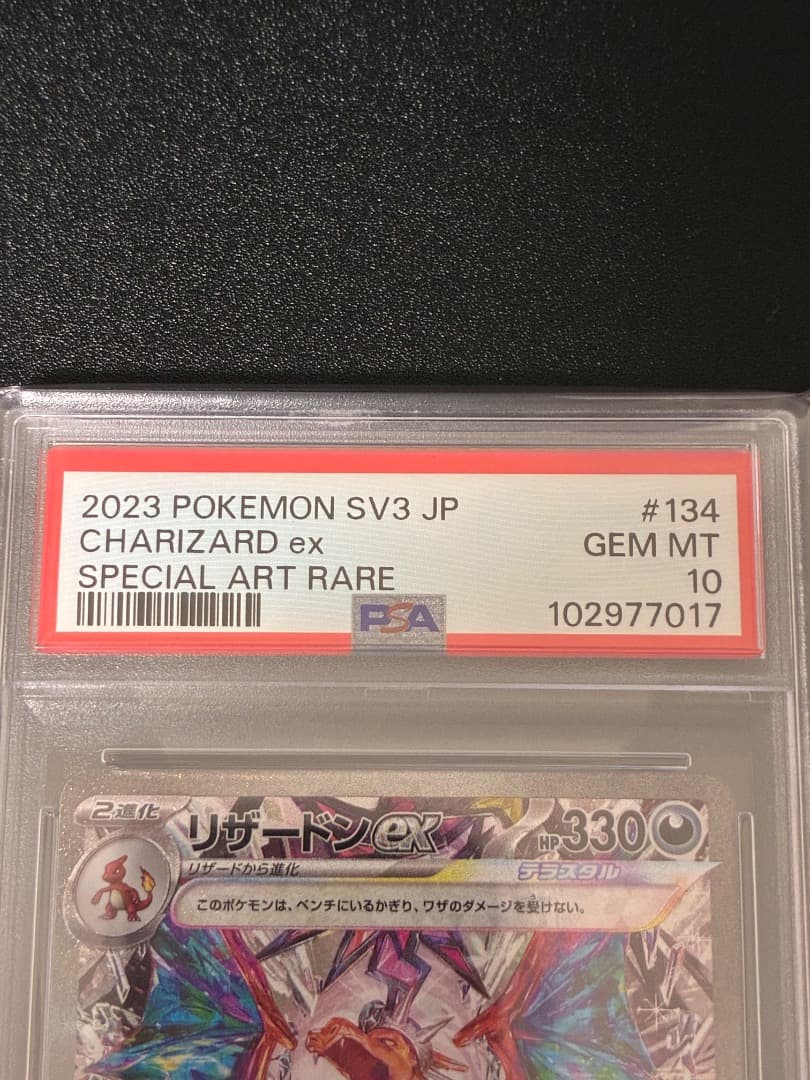 2023 POKEMON SV3 JP #134
CHARIZARD ex GEM MT
SPECIAL ART RARE 10
PSA 102977017
2進化 リザードンex HP330
リザードから進化 テラスタル
このポケモンは、ベンチにいるかぎり、ワザのダメージを受けない。